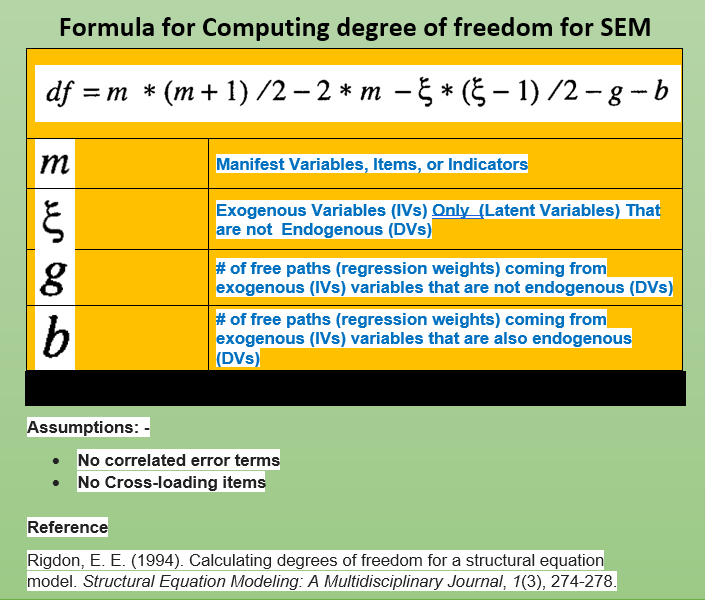 Formula for Computing degree of freedom for SEM
df = m * (m + 1) /2 – 2 * m – ξ * (ξ – 1) /2 – g – b
m
Manifest Variables, Items, or Indicators
ξ
Exogenous Variables (IVs) Only (Latent Variables) That
are not Endogenous (DVs)
g
# of free paths (regression weights) coming from
exogenous (IVs) variables that are not endogenous (DVs)
b
# of free paths (regression weights) coming from
exogenous (IVs) variables that are also endogenous
(DVs)
Assumptions: -
• No correlated error terms
• No Cross-loading items
Reference
Rigdon, E. E. (1994). Calculating degrees of freedom for a structural equation
model. Structural Equation Modeling: A Multidisciplinary Journal, 1(3), 274-278.